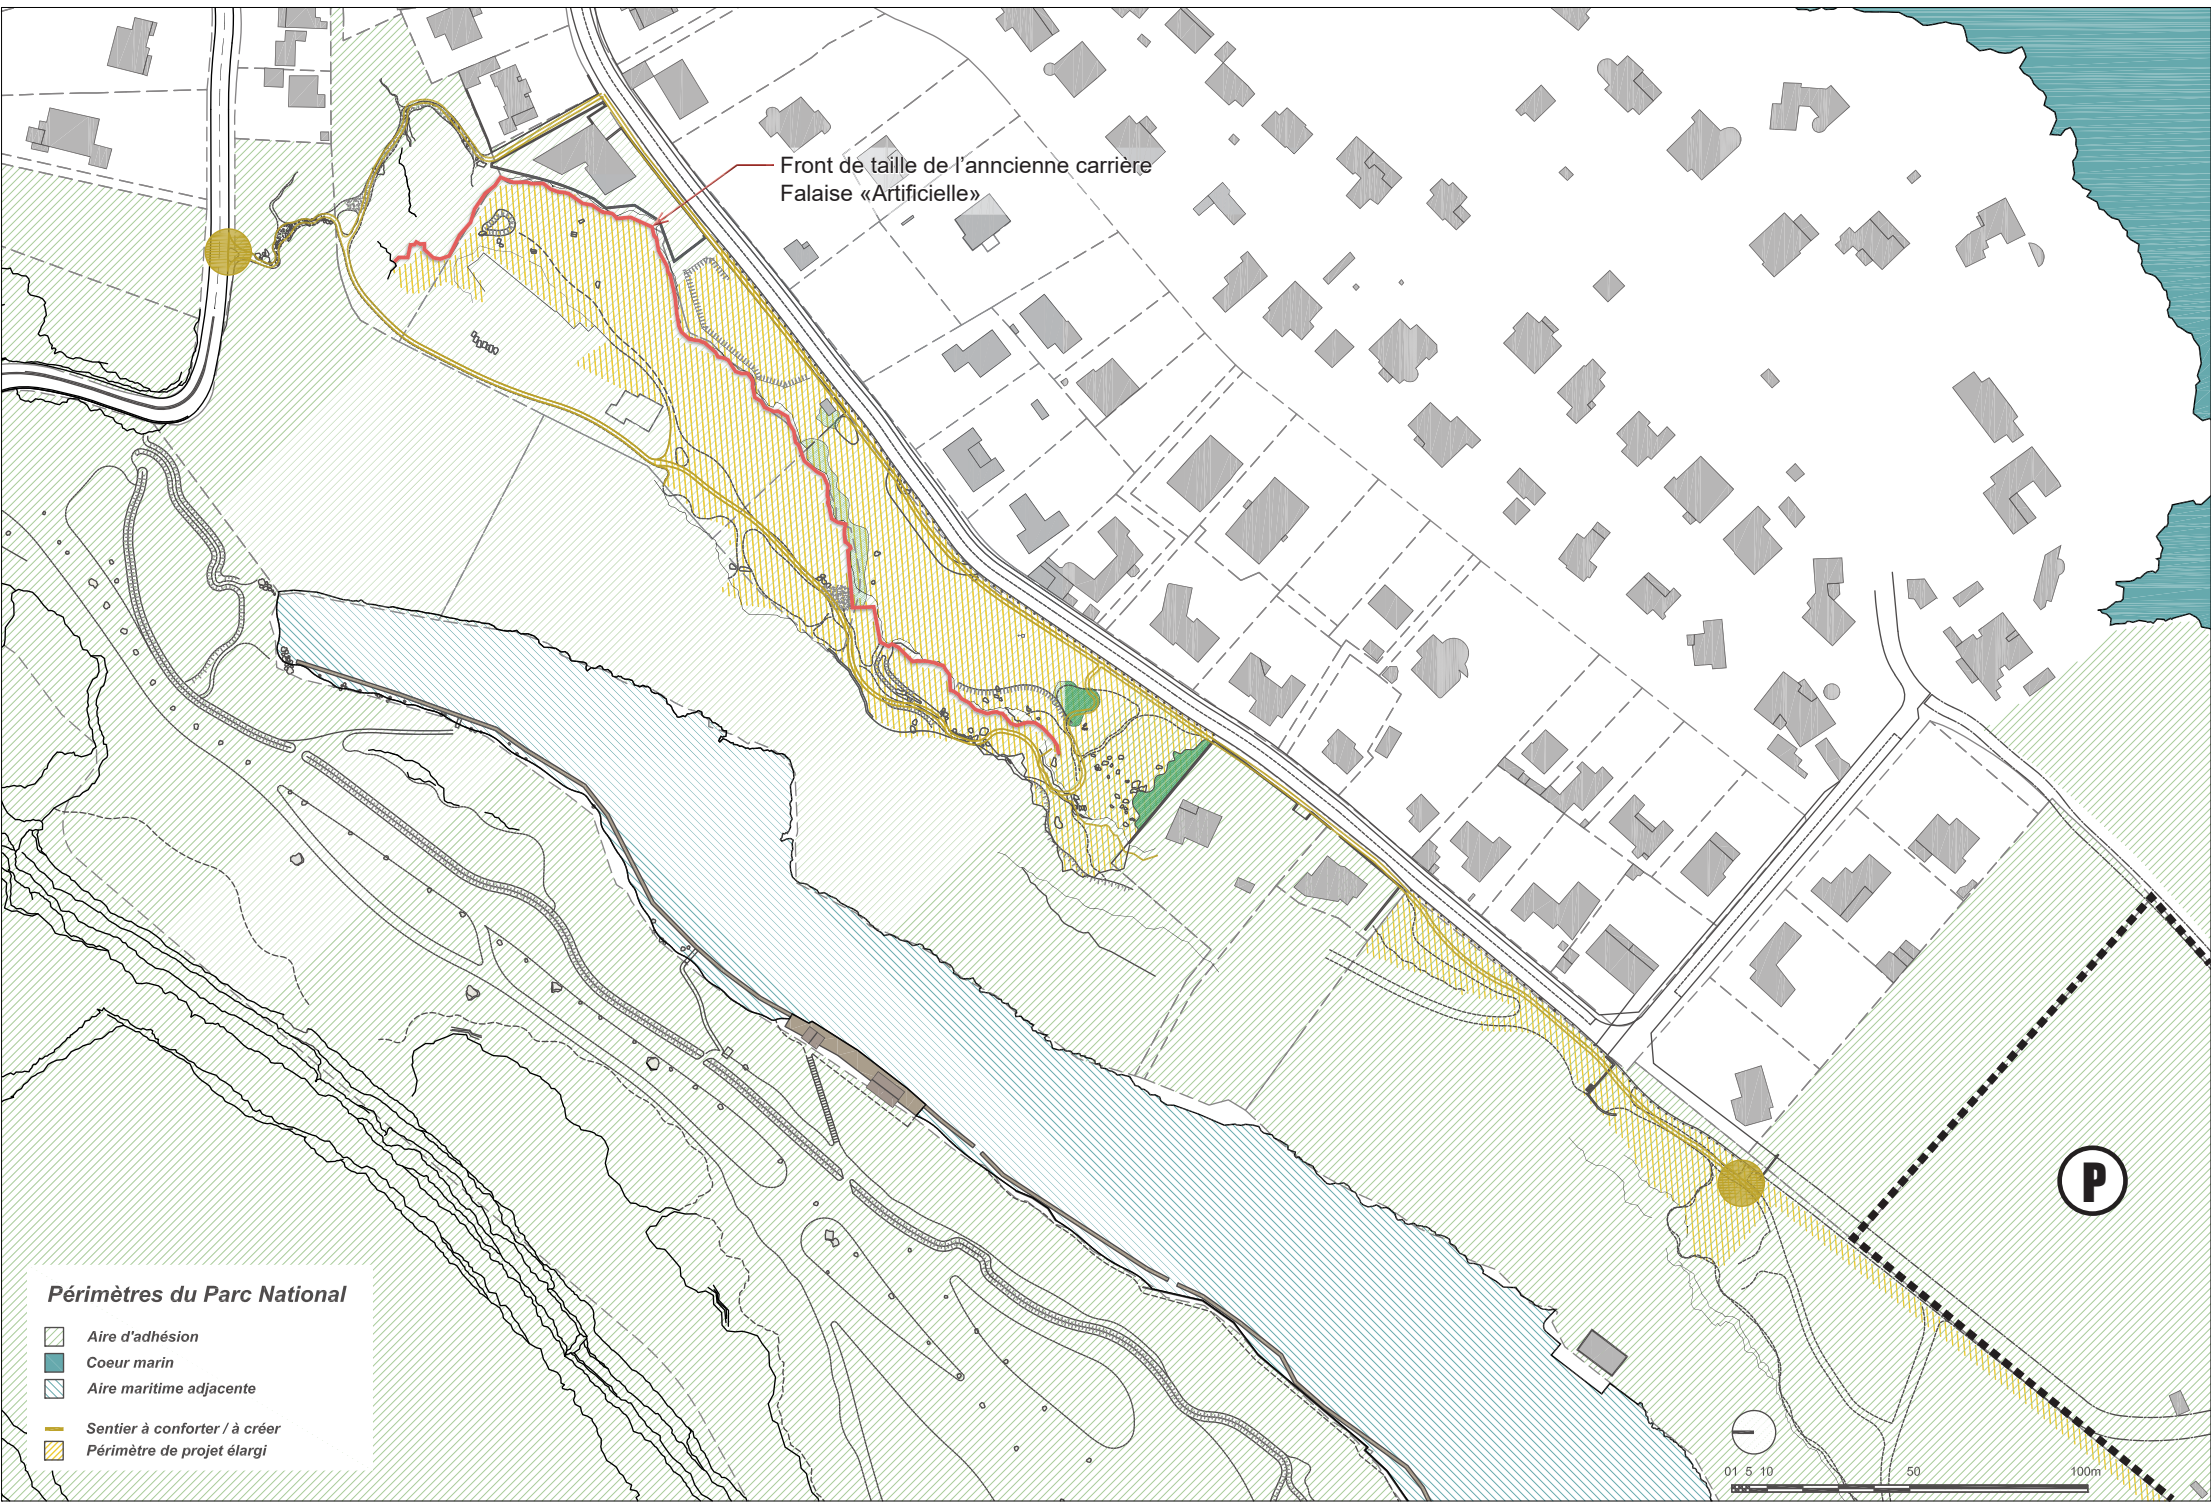 Front de taille de l'anncienne carrière
Falaise «Artificielle»
P
Périmètres du Parc National
Aire d'adhésion
Coeur marin
Aire maritime adjacente
Sentier à conforter / à créer
Périmètre de projet élargi
01 5 10 50 100m